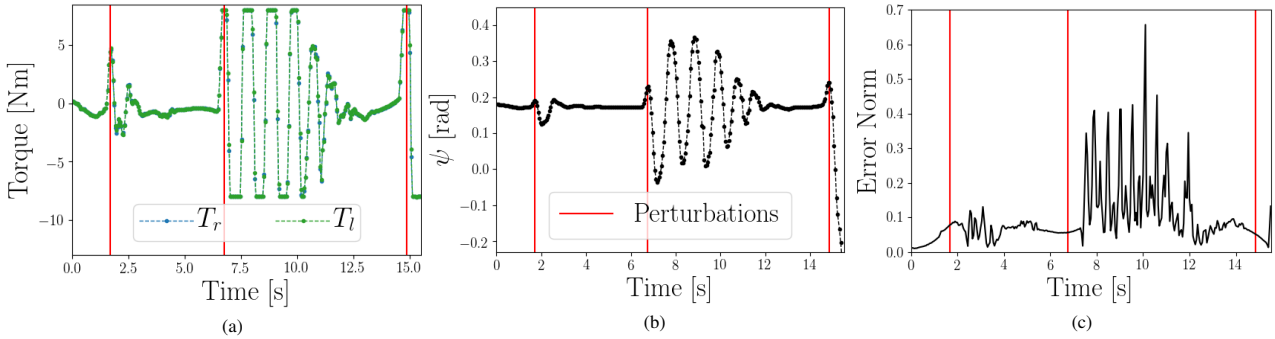 Torque [Nm]
5
0
−5
−10
T_r T_l
0.0 2.5 5.0 7.5 10.0 12.5 15.0
Time [s]
(a)
ψ [rad]
0.4
0.3
0.2
0.1
0.0
-0.1
-0.2
Perturbations
0 2 4 6 8 10 12 14
Time [s]
(b)
Error Norm
0.7
0.6
0.5
0.4
0.3
0.2
0.1
0.0
0 2 4 6 8 10 12 14
Time [s]
(c)